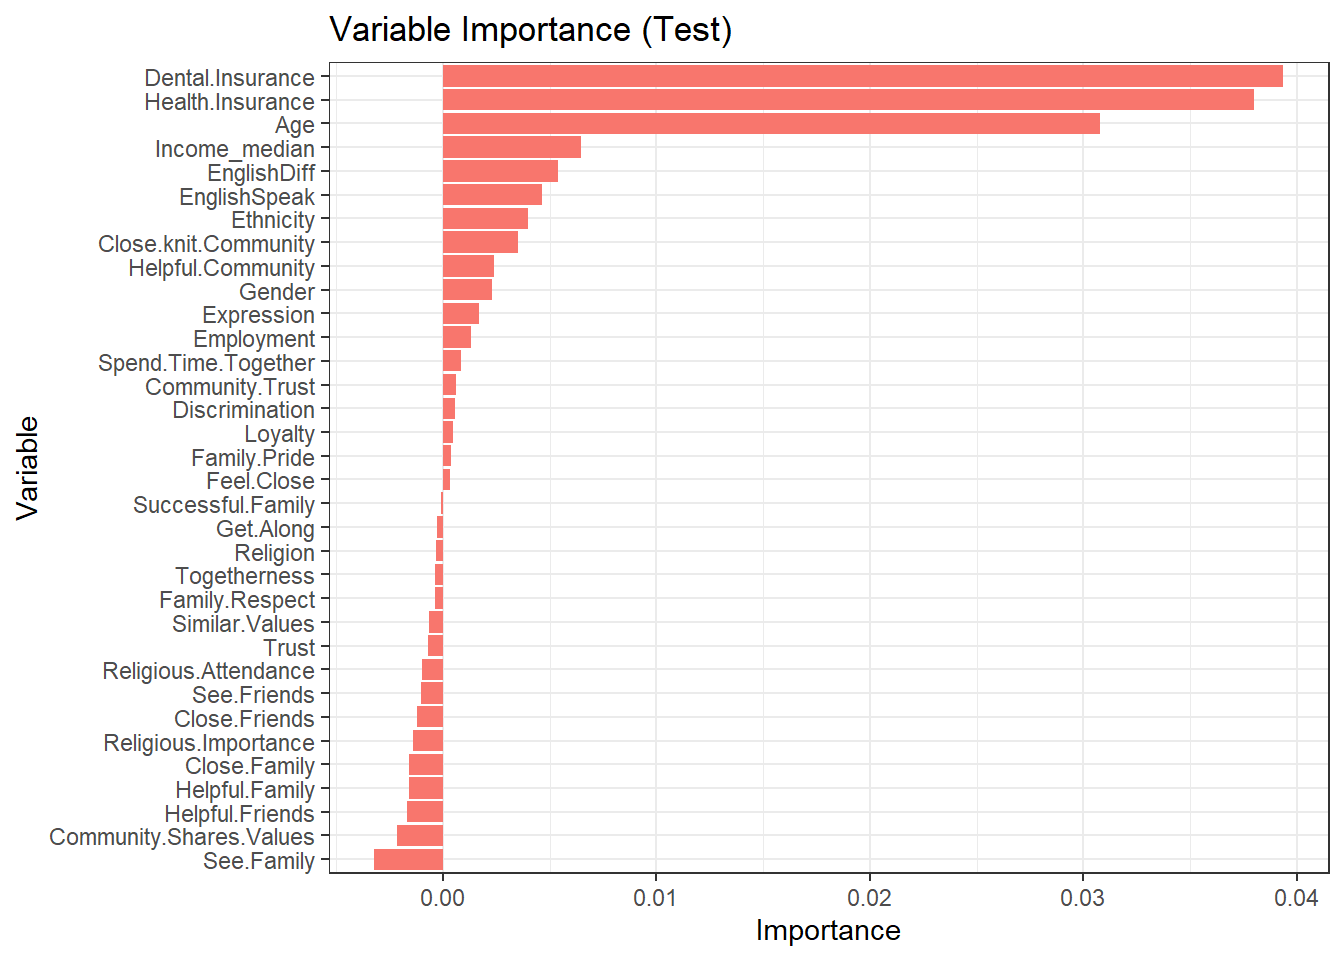 Variable Importance (Test)
Dental.Insurance
Health.Insurance
Age
Income_median
EnglishDiff
EnglishSpeak
Ethnicity
Close.knit.Community
Helpful.Community
Gender
Expression
Employment
Spend.Time.Together
Community.Trust
Discrimination
Loyalty
Family.Pride
Feel.Close
Successful.Family
Get.Along
Religion
Togetherness
Family.Respect
Similar.Values
Trust
Religious.Attendance
See.Friends
Close.Friends
Religious.Importance
Close.Family
Helpful.Family
Helpful.Friends
Community.Shares.Values
See.Family
Variable
0.00 0.01 0.02 0.03 0.04
Importance